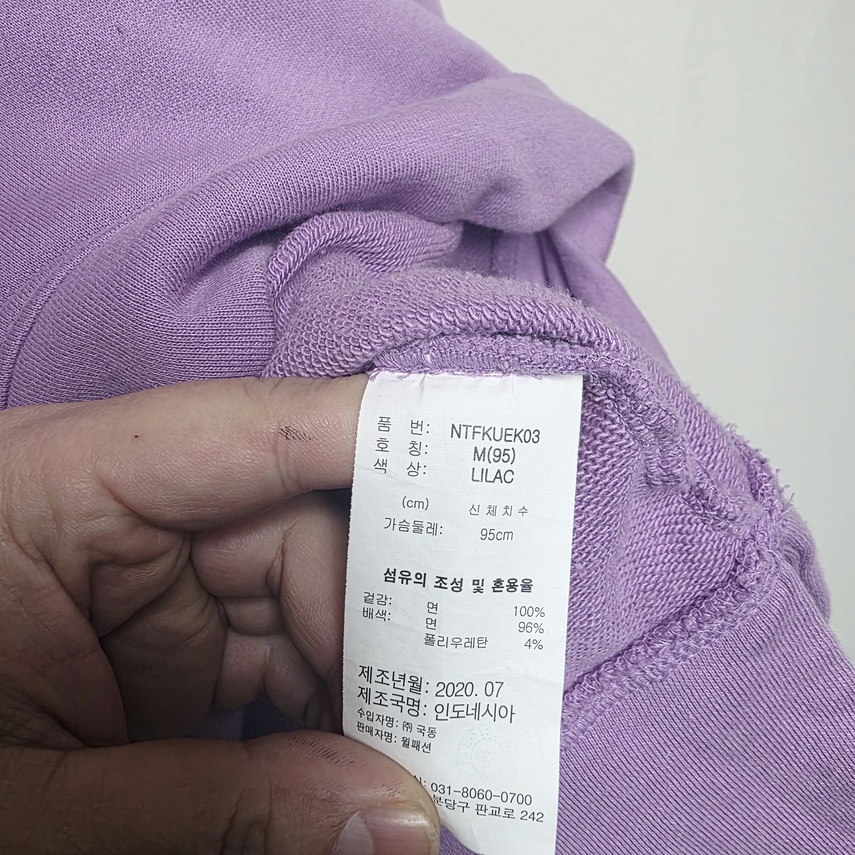 품 번: NTFKUEK03
호 칭: M(95)
색 상: LILAC
(cm) 신체치수
가슴둘레: 95cm
섬유의 조성 및 혼용율
겉감: 면 100%
배색: 면 96%
폴리우레탄 4%
제조년월: 2020. 07
제조국명: 인도네시아
수입자명: ㈜ 국동
판매자명: 월패션
: 031-8060-0700
분당구 판교로 242